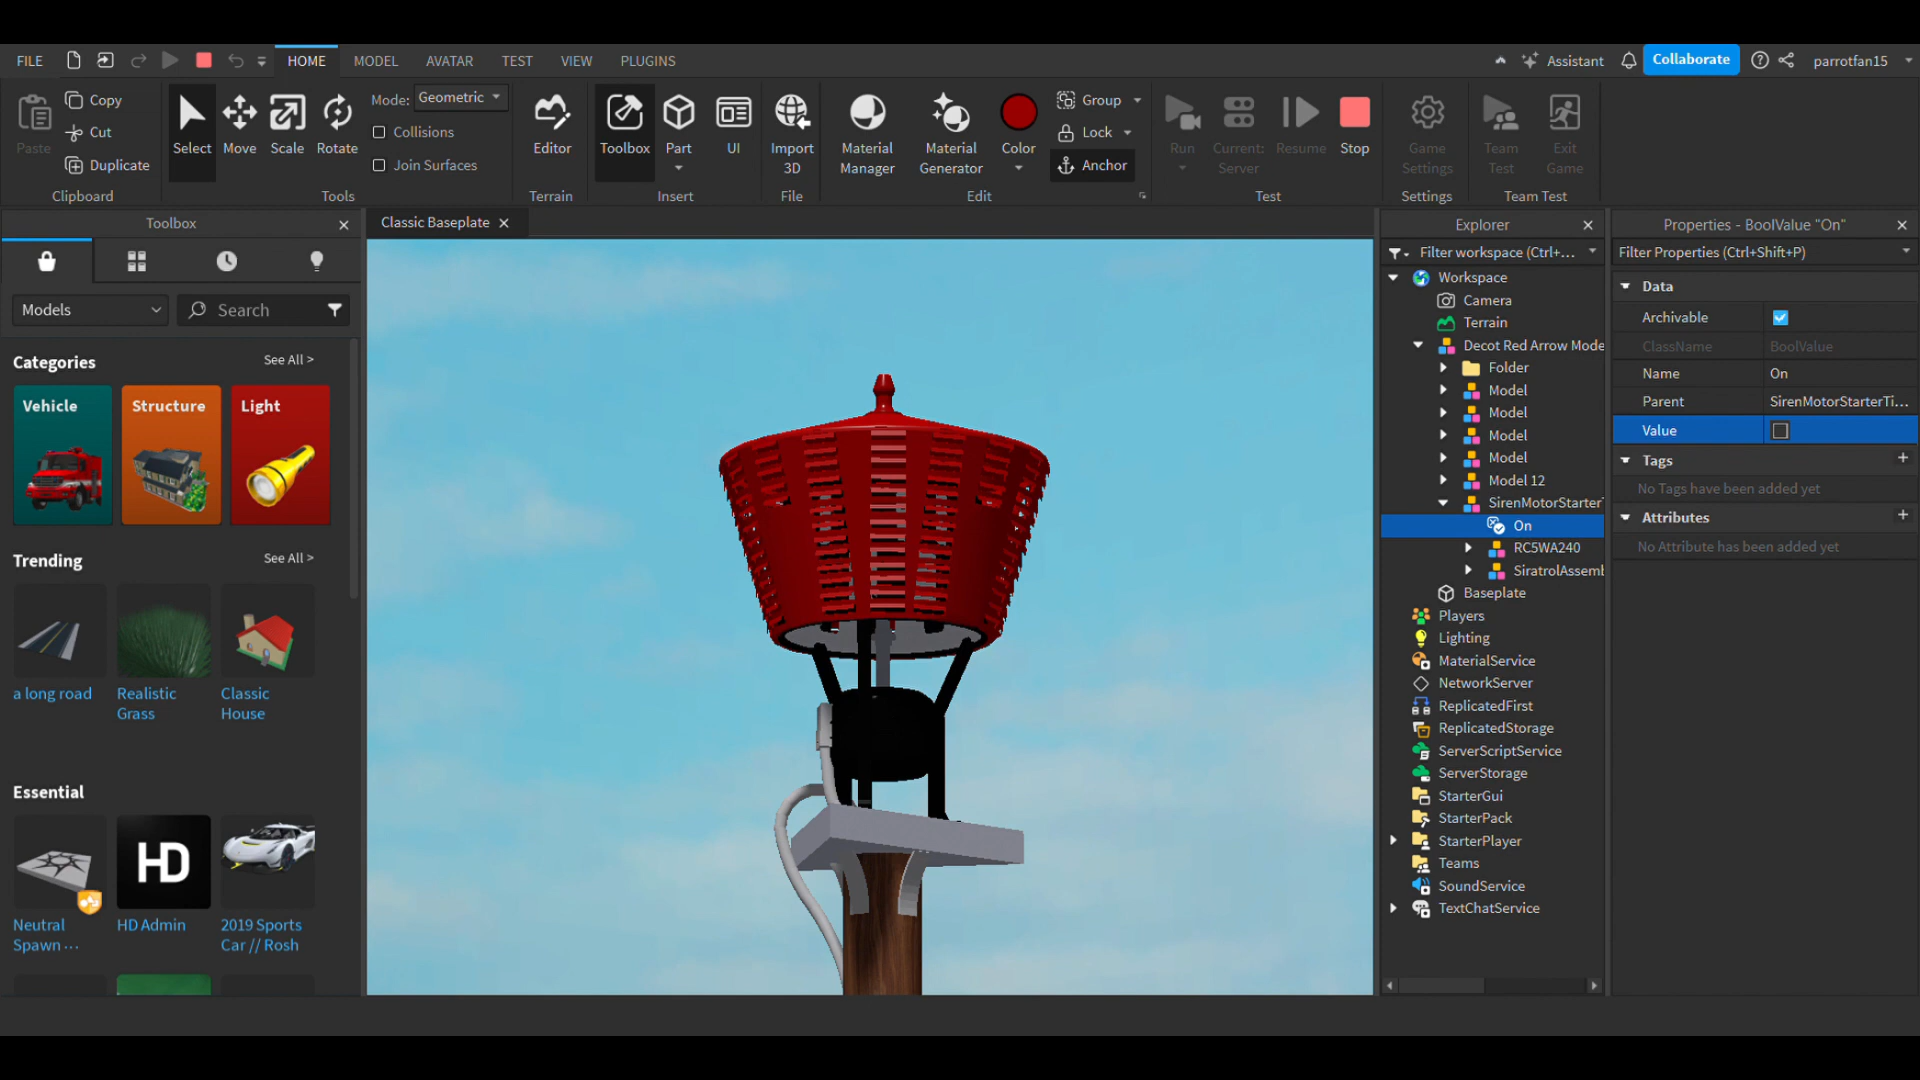 FILE HOME MODEL AVATAR TEST VIEW PLUGINS Assistant Collaborate parrotfan15
Paste Copy Cut Duplicate
Clipboard
Select Move Scale Rotate
Mode: Geometric
Collisions
Join Surfaces
Tools
Editor
Terrain
Toolbox Part UI
Insert
Import 3D
File
Material Manager
Material Generator
Color
Group
Lock
Anchor
Edit
Run
Current: Server
Resume
Stop
Test
Game Settings
Settings
Team Test
Exit Game
Team Test
Toolbox
Models
Search
Categories See All >
Vehicle Structure Light
Trending See All >
a long road
Realistic Grass
Classic House
Essential
HD
Neutral Spawn ...
HD Admin
2019 Sports Car // Rosh
Classic Baseplate
Explorer
Filter workspace (Ctrl+...
Workspace
Camera
Terrain
Decot Red Arrow Mode
Folder
Model
Model
Model
Model
Model 12
SirenMotorStarterT
On
RC5WA240
SiratrolAssemb
Baseplate
Players
Lighting
MaterialService
NetworkServer
ReplicatedFirst
ReplicatedStorage
ServerScriptService
ServerStorage
StarterGui
StarterPack
StarterPlayer
Teams
SoundService
TextChatService
Properties - BoolValue "On"
Filter Properties (Ctrl+Shift+P)
Data
Archivable
ClassName BoolValue
Name On
Parent SirenMotorStarterTi...
Value
Tags
No Tags have been added yet
Attributes
No Attribute has been added yet